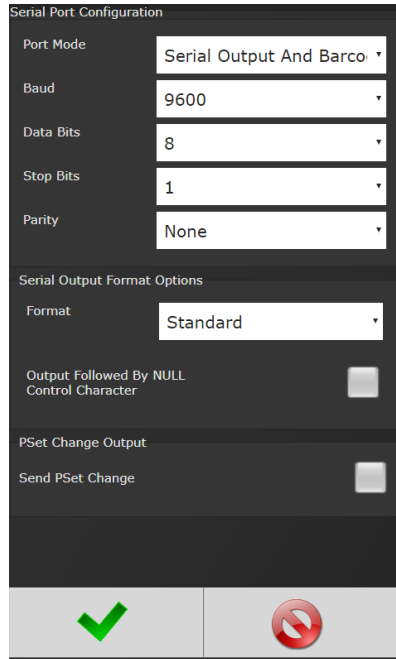 Serial Port Configuration
Port Mode
Serial Output And Barco
Baud
9600
Data Bits
8
Stop Bits
1
Parity
None
Serial Output Format Options
Format
Standard
Output Followed By NULL
Control Character
PSet Change Output
Send PSet Change